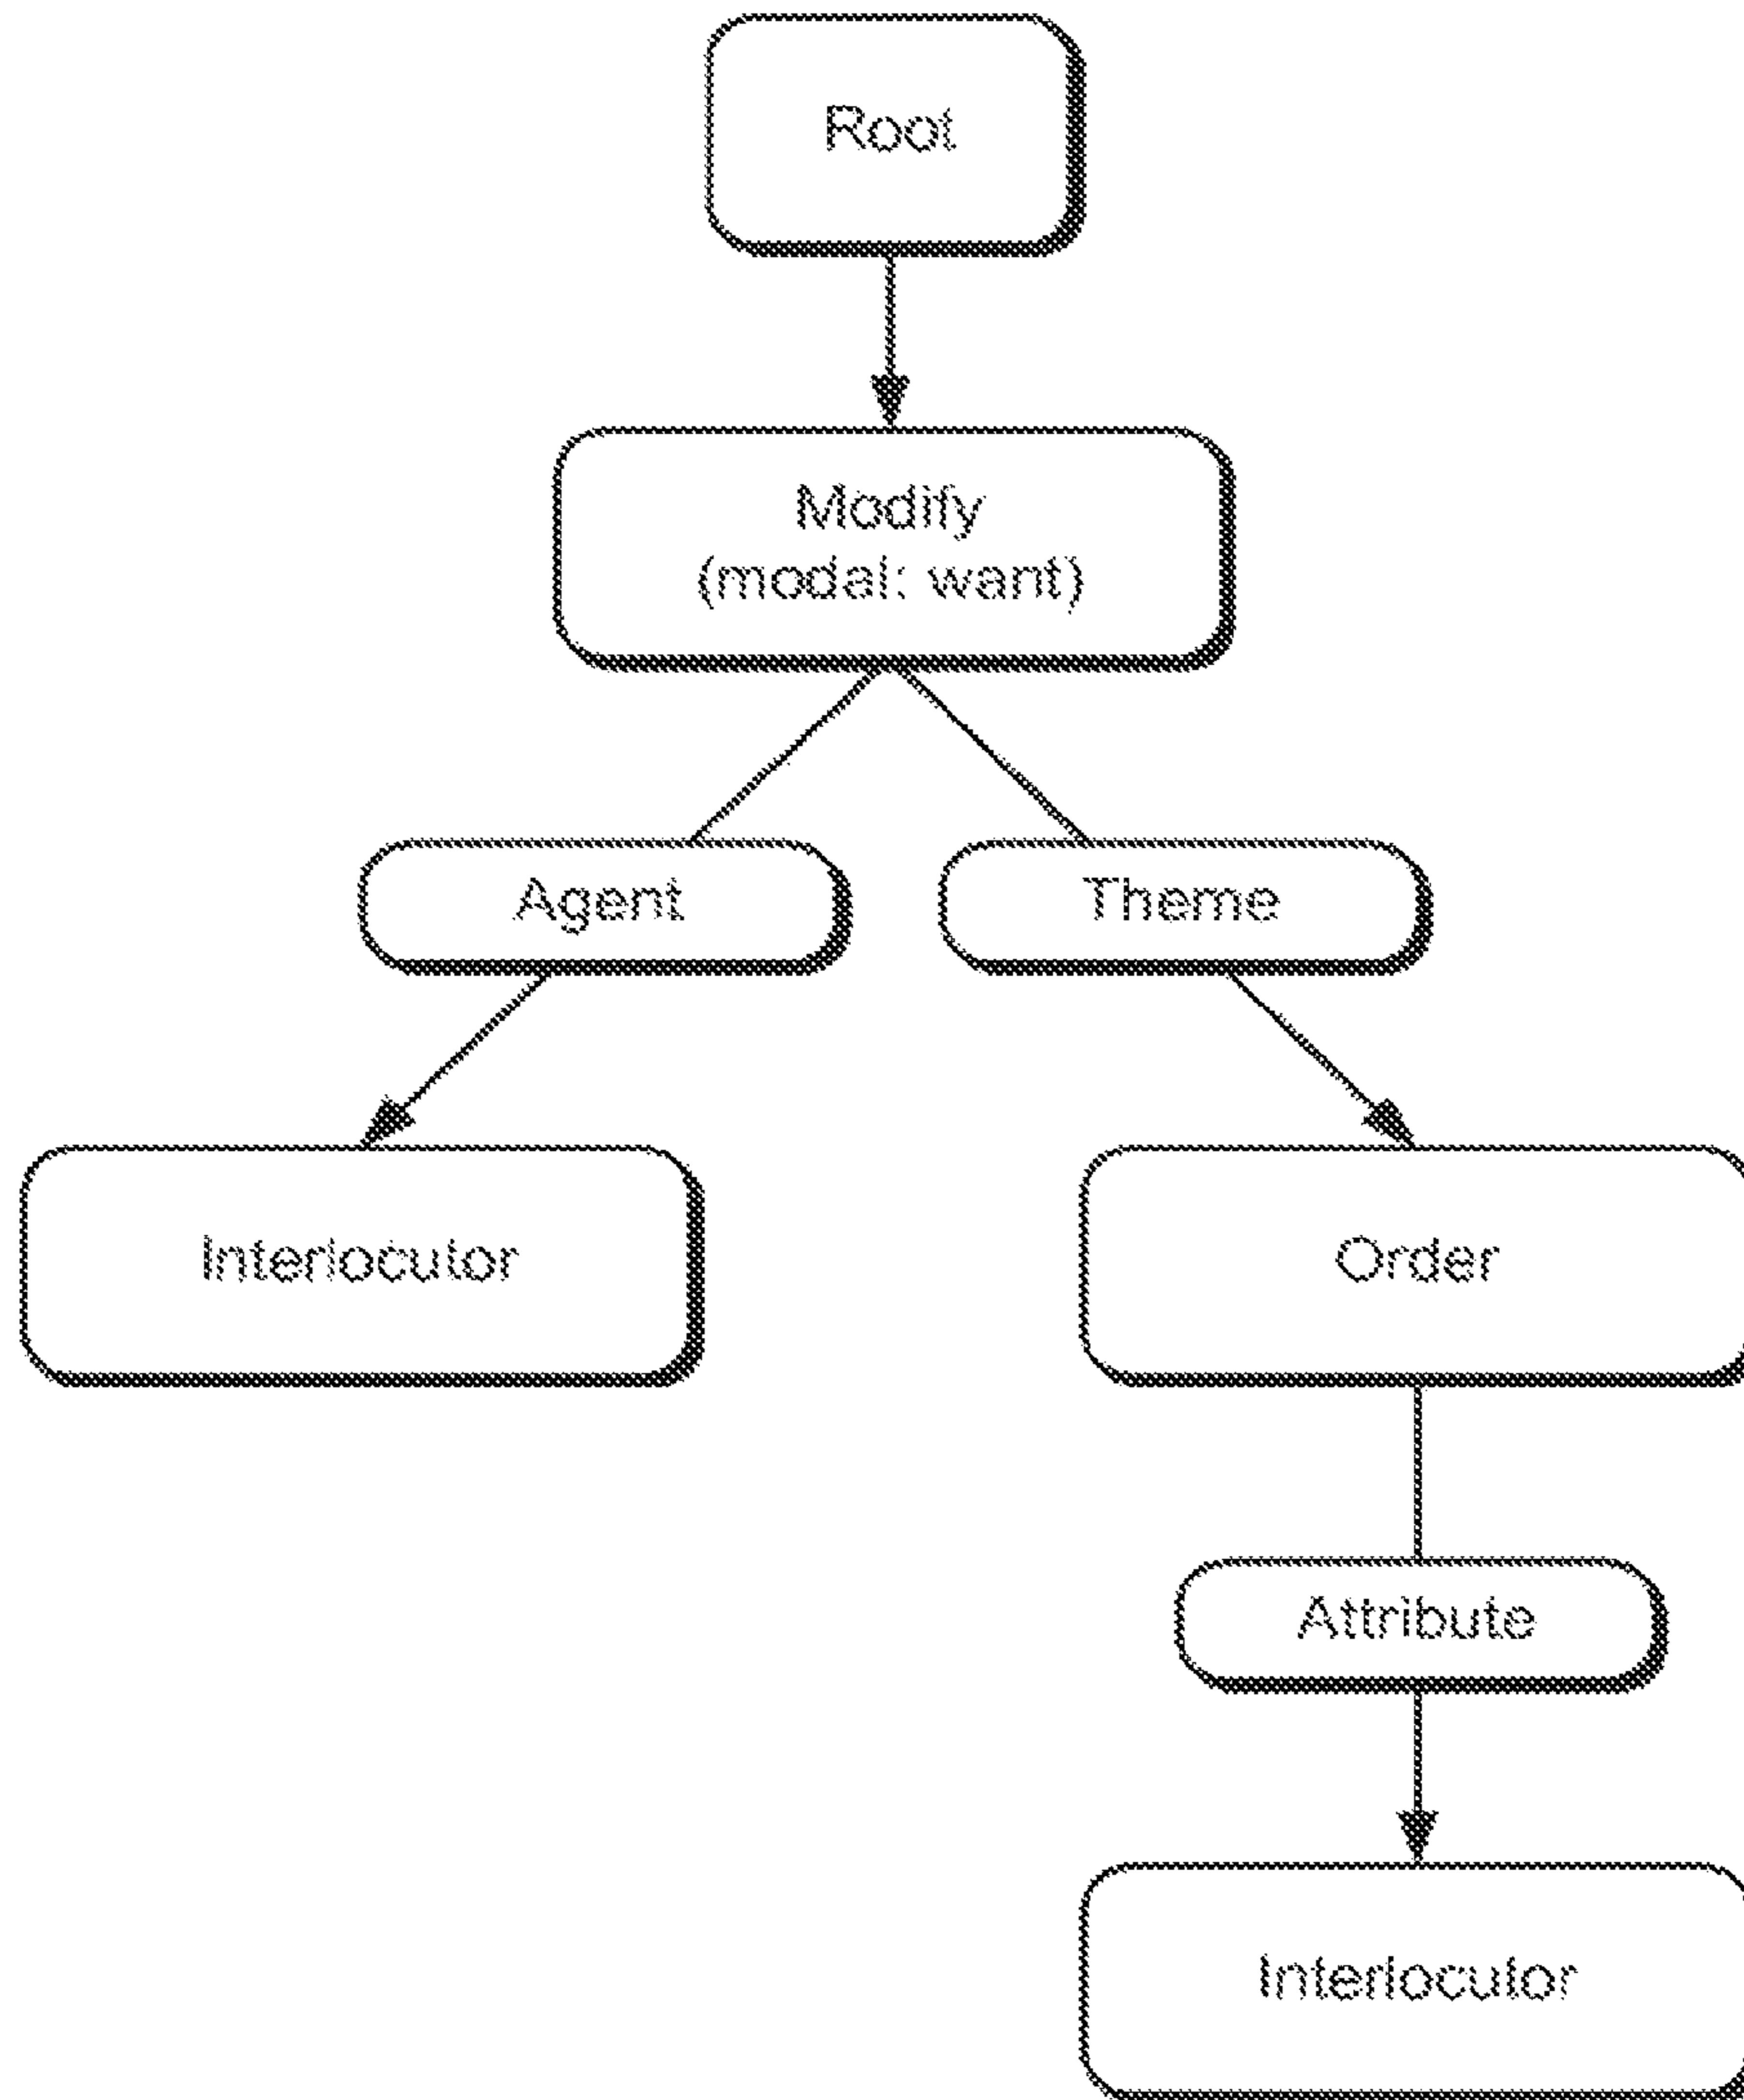 Root
Modify
(modal: want)
Agent
Theme
Interlocutor
Order
Attribute
Interlocutor